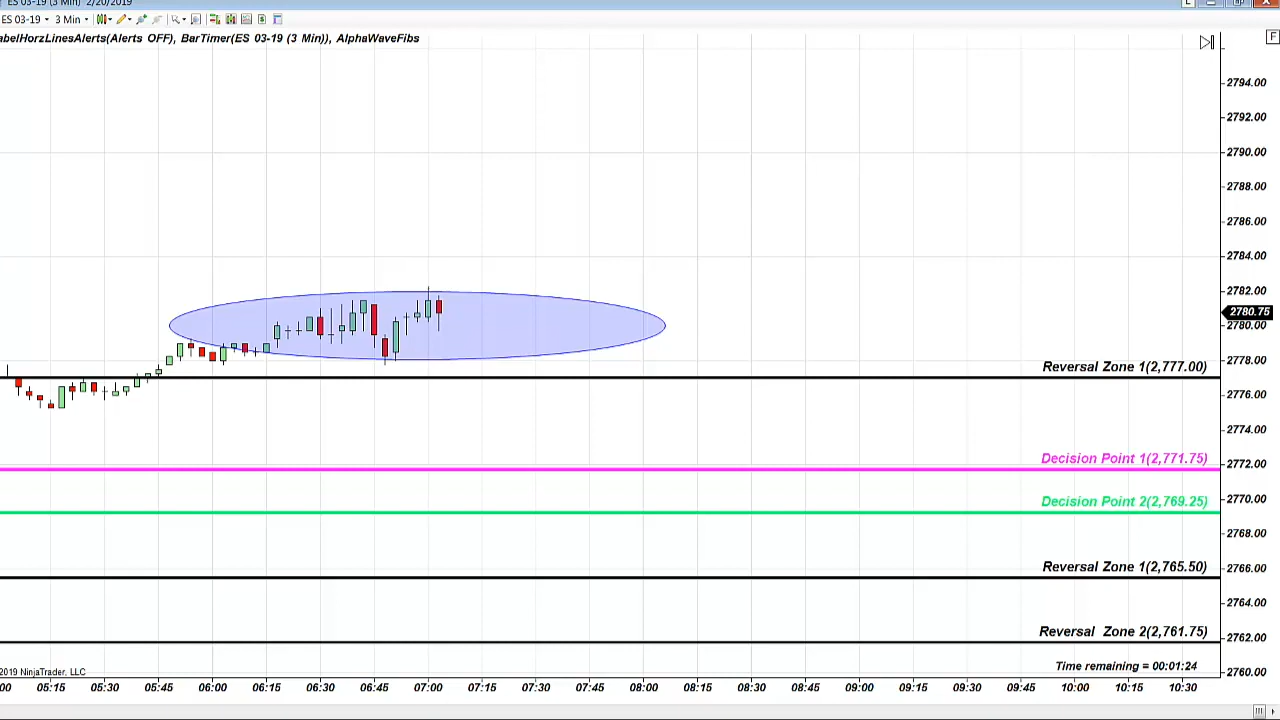 ES 03-19 (3 Min) 2/20/2019
L
ES 03-19 3 Min
abelHorzLinesAlerts(Alerts OFF), BarTimer(ES 03-19 (3 Min)), AlphaWaveFibs
F
2794.00
2792.00
2790.00
2788.00
2786.00
2784.00
2782.00
2780.75
2780.00
2778.00
Reversal Zone 1(2,777.00)
2776.00
2774.00
Decision Point 1(2,771.75)
2772.00
Decision Point 2(2,769.25)
2770.00
2768.00
Reversal Zone 1(2,765.50)
2766.00
2764.00
Reversal Zone 2(2,761.75)
2762.00
Time remaining = 00:01:24
2019 NinjaTrader, LLC
2760.00
00 05:15 05:30 05:45 06:00 06:15 06:30 06:45 07:00 07:15 07:30 07:45 08:00 08:15 08:30 08:45 09:00 09:15 09:30 09:45 10:00 10:15 10:30